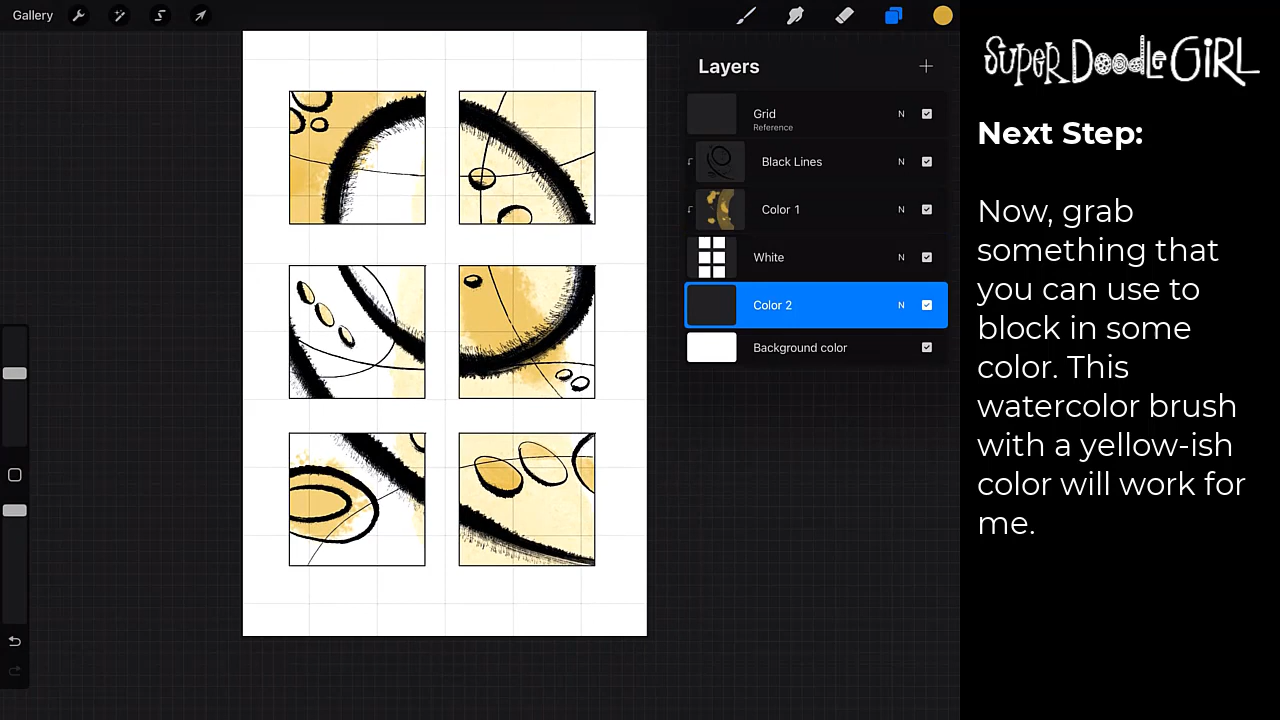 Gallery
Layers
Grid
N
Reference
Black Lines
N
Color 1
N
White
N
Color 2
N
Background color
SUPER DOODLE GIRL
Next Step:
Now, grab
something that
you can use to
block in some
color. This
watercolor brush
with a yellow-ish
color will work for
me.